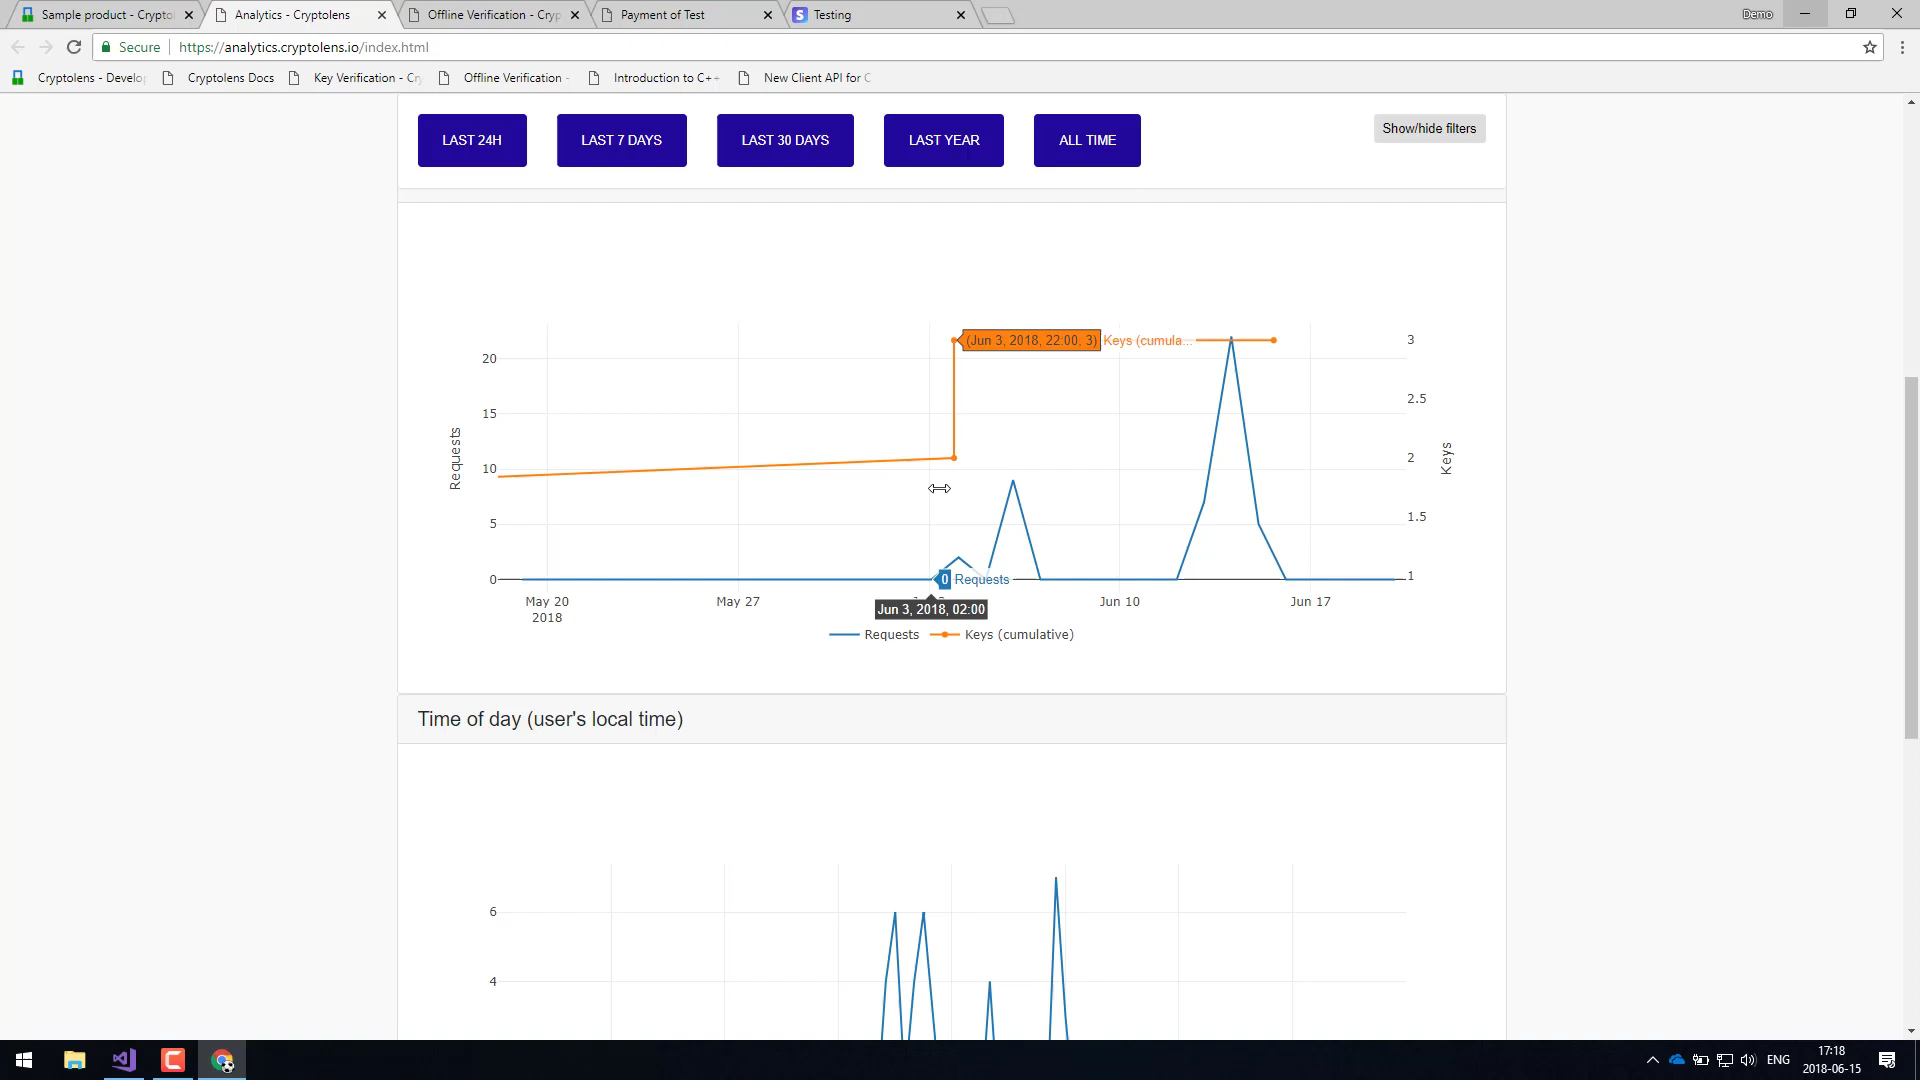 Sample product - Cryptol
Analytics - Cryptolens
Offline Verification - Cryp
Payment of Test
S Testing
Demo
Secure
https://analytics.cryptolens.io/index.html
Cryptolens - Develo
Cryptolens Docs
Key Verification - Cr
Offline Verification -
Introduction to C++
New Client API for C
LAST 24H
LAST 7 DAYS
LAST 30 DAYS
LAST YEAR
ALL TIME
Show/hide filters
(Jun 3, 2018, 22:00, 3) Keys (cumula...
20
15
10
5
0
Requests
3
2.5
2
1.5
1
Keys
0 Requests
May 20
2018
May 27
Jun 10
Jun 17
Jun 3, 2018, 02:00
Requests
Keys (cumulative)
Time of day (user's local time)
6
4
ENG
17:18
2018-06-15